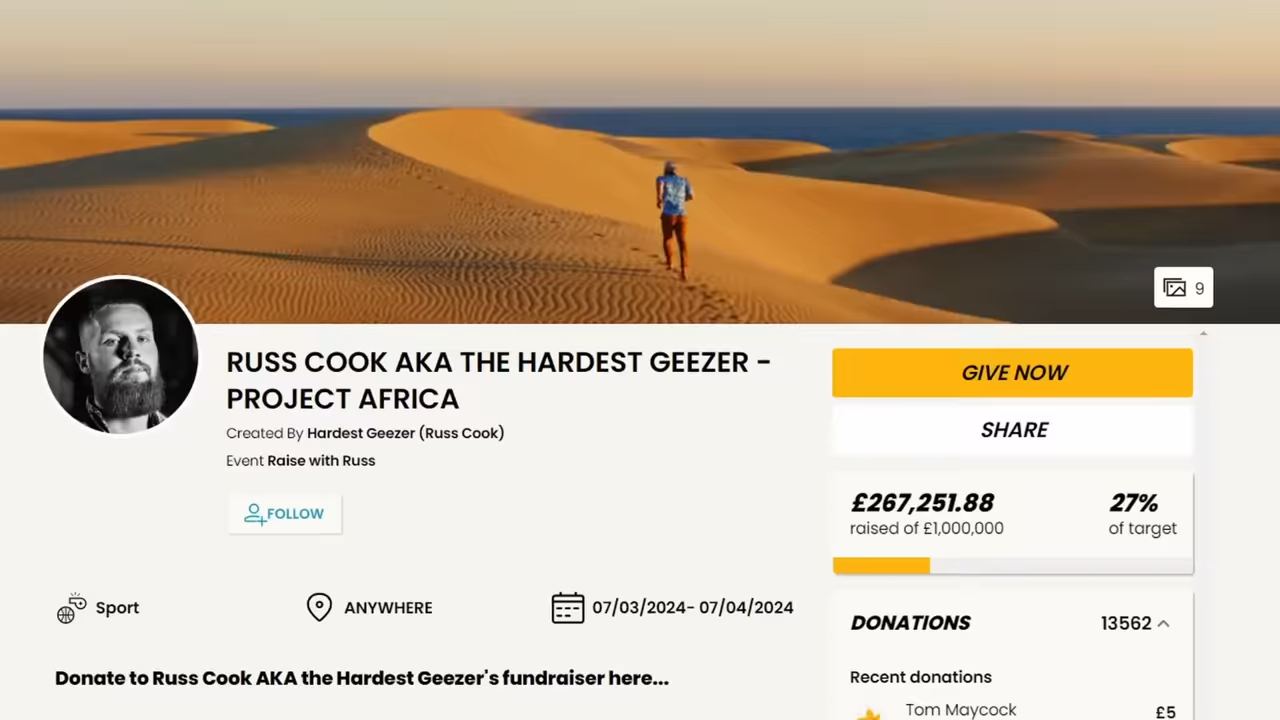 9
RUSS COOK AKA THE HARDEST GEEZER -
PROJECT AFRICA
Created By Hardest Geezer (Russ Cook)
Event Raise with Russ
FOLLOW
Sport
ANYWHERE
07/03/2024- 07/04/2024
Donate to Russ Cook AKA the Hardest Geezer's fundraiser here...
GIVE NOW
SHARE
£267,251.88
27%
raised of £1,000,000
of target
DONATIONS
13562
Recent donations
Tom Maycock
£5